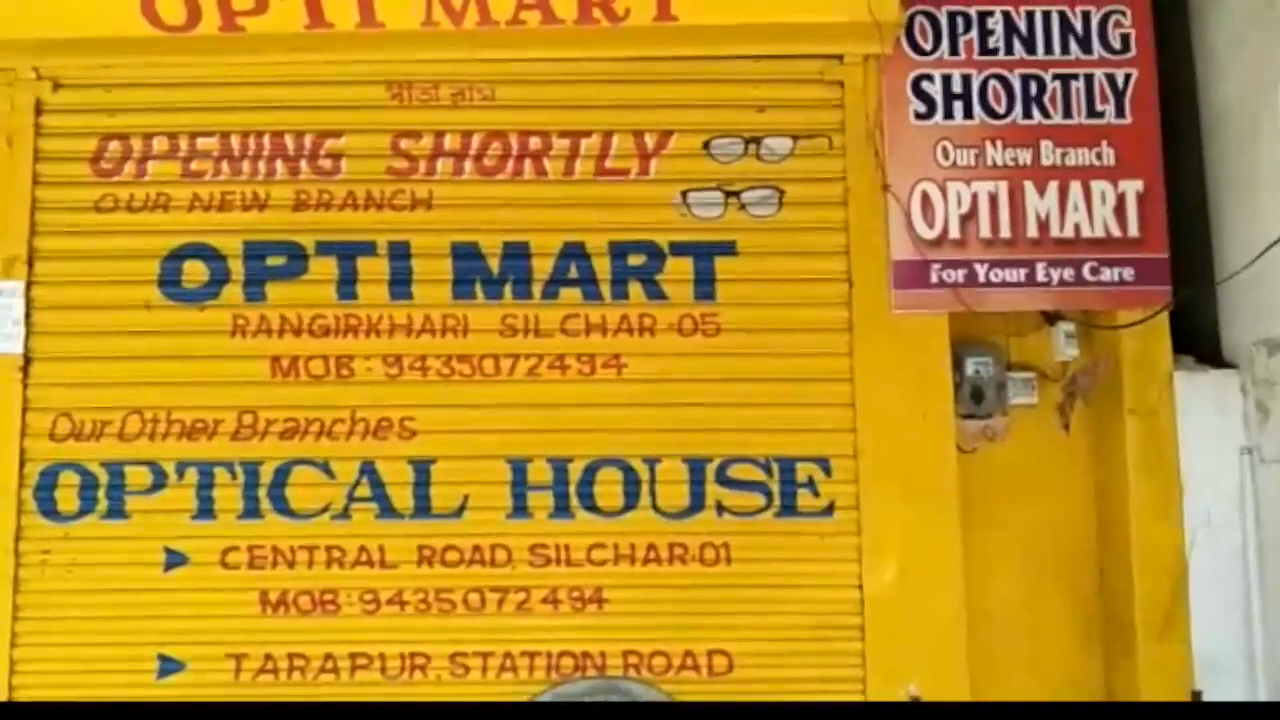 OPTI MART
OPENING SHORTLY
OUR NEW BRANCH
OPTI MART
RANGIRKHARI SILCHAR-05
MOB: 9435072494
Our Other Branches
OPTICAL HOUSE
CENTRAL ROAD, SILCHAR-01
MOB: 9435072494
TARAPUR, STATION ROAD
OPENING
SHORTLY
Our New Branch
OPTI MART
For Your Eye Care